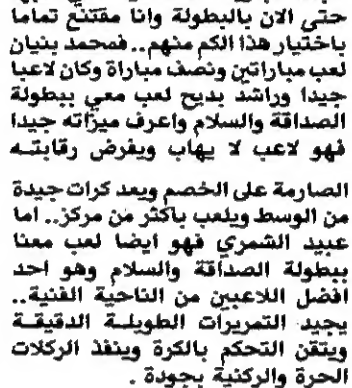 حتي الان بالبطولة وانا مقتنع تماما
باختيار هذا الكم منهم.. فمحمد بنيان
لعب مباراتين ونصف مباراة وكان لاعبا
جيدا وراشد بديح لعب معي ببطولة
الصداقة والسلام واعرف ميزاته جيدا
فهو لاعب لا يهاب ويفرض رقابته
الصارمة على الخصم ويعد كرات جيدة
من الوسط ويلعب باكثر من مركز.. اما
عبيد الشمري فهو ايضا لعب معنا
ببطولة الصداقة والسلام وهو احد
افضل اللاعبين من الناحية الفنية..
يجيد التمريرات الطويلة الدقيقة
ويتقن التحكم بالكرة وينفذ الركلات
الحرة والركنية بجودة .